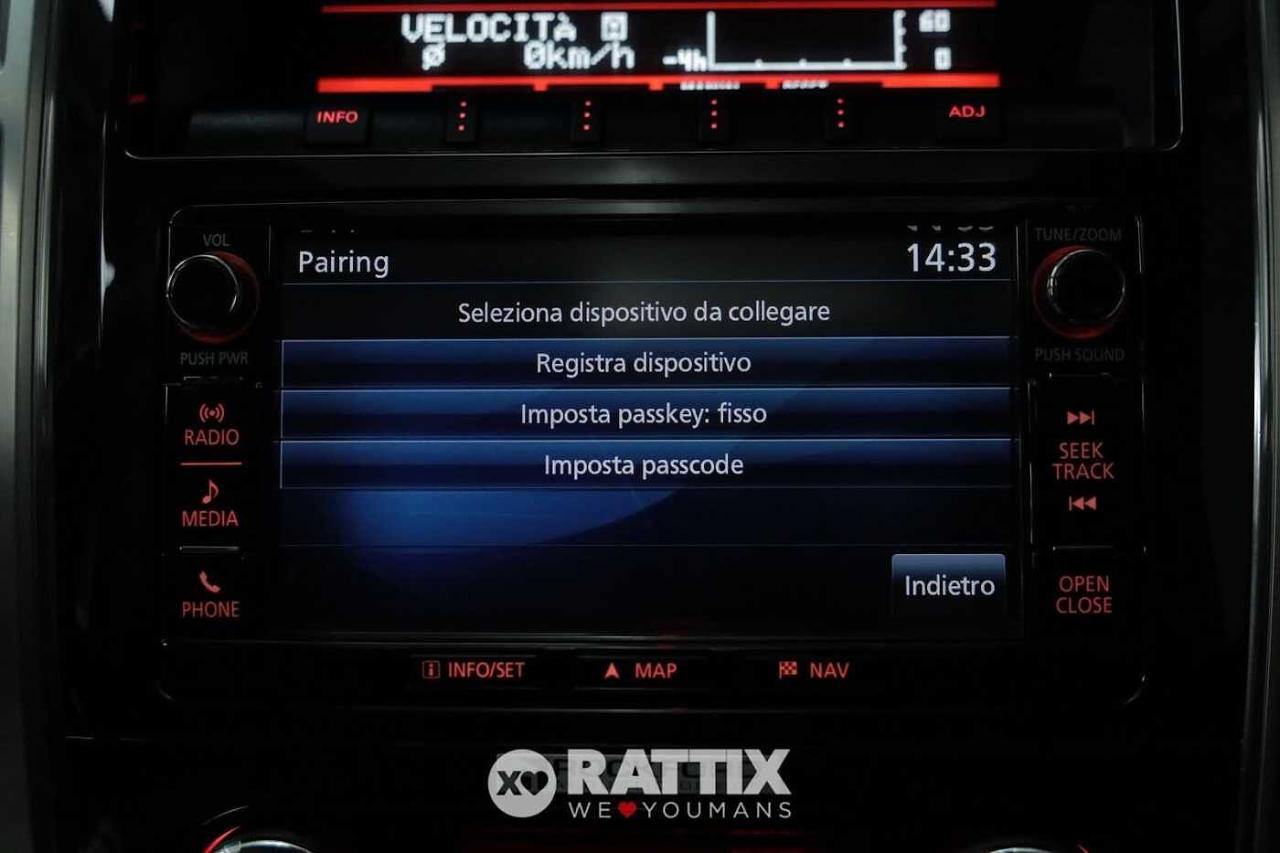 VELOCITÀ
0km/h
-4h
60
0
INFO
ADJ
VOL
PUSH PWR
RADIO
MEDIA
PHONE
Pairing 14:33
Seleziona dispositivo da collegare
Registra dispositivo
Imposta passkey: fisso
Imposta passcode
Indietro
TUNE/ZOOM
PUSH SOUND
SEEK
TRACK
OPEN
CLOSE
INFO/SET
MAP
NAV
RATTIX
WE❤YOUMANS